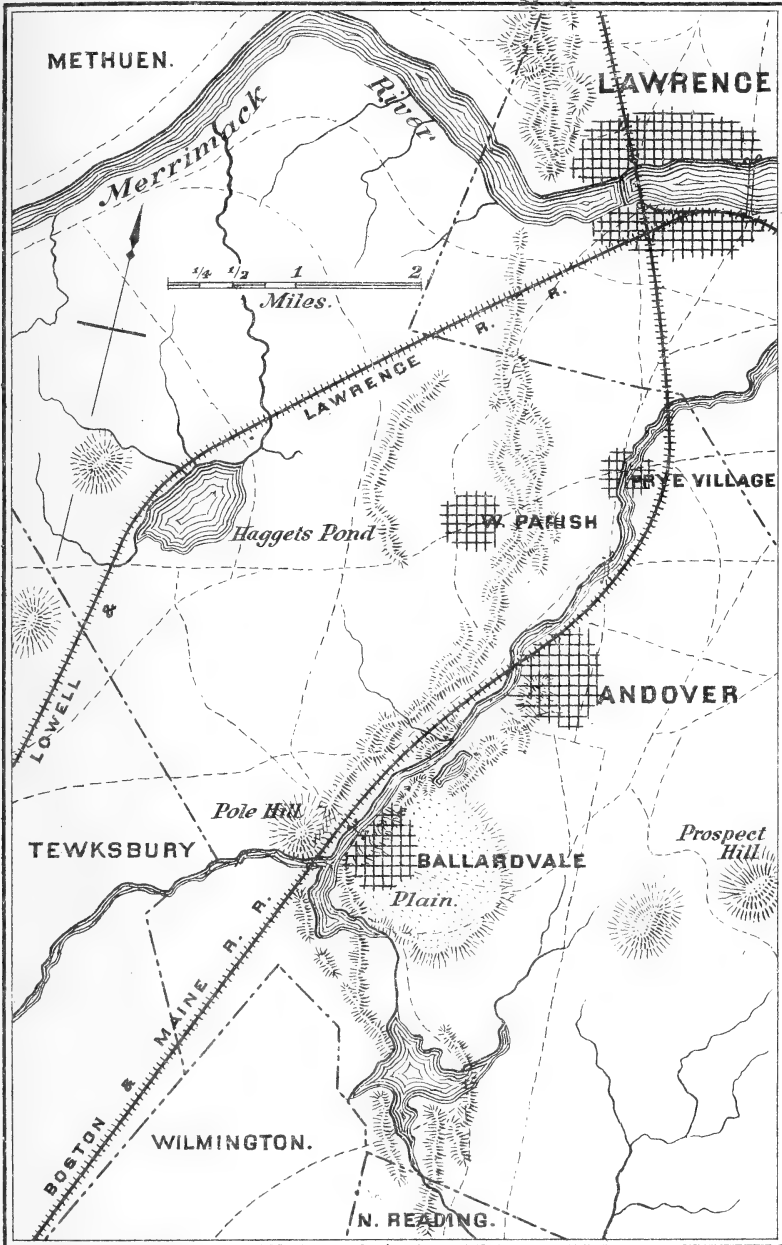 METHUEN.
LAWRENCE
Merrimack River
1/4 1/2 1 2
Miles.
LOWELL & LAWRENCE R. R.
FRYE VILLAGE
W. PARISH
Haggets Pond
ANDOVER
Pole Hill
Prospect
Hill
TEWKSBURY
BALLARDVALE
Plain.
BOSTON & MAINE R. R.
WILMINGTON.
N. READING.